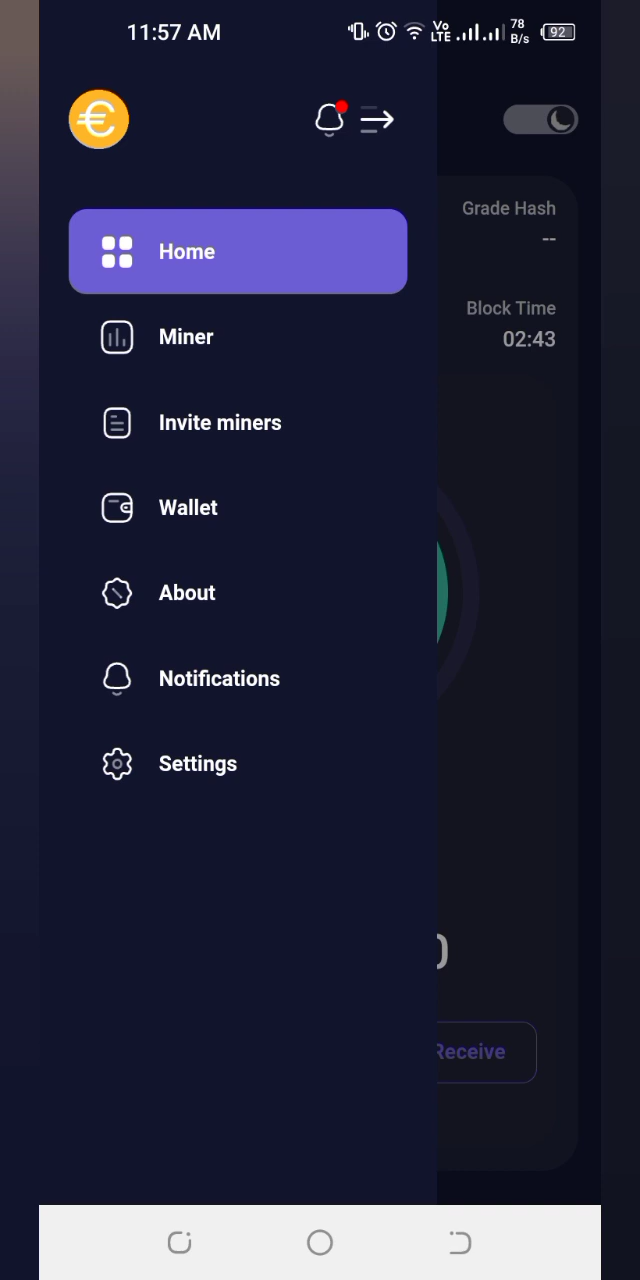 11:57 AM
Vo
LTE
78
B/s
92
€
Grade Hash
--
Home
Block Time
02:43
Miner
Invite miners
Wallet
About
Notifications
Settings
0
Receive